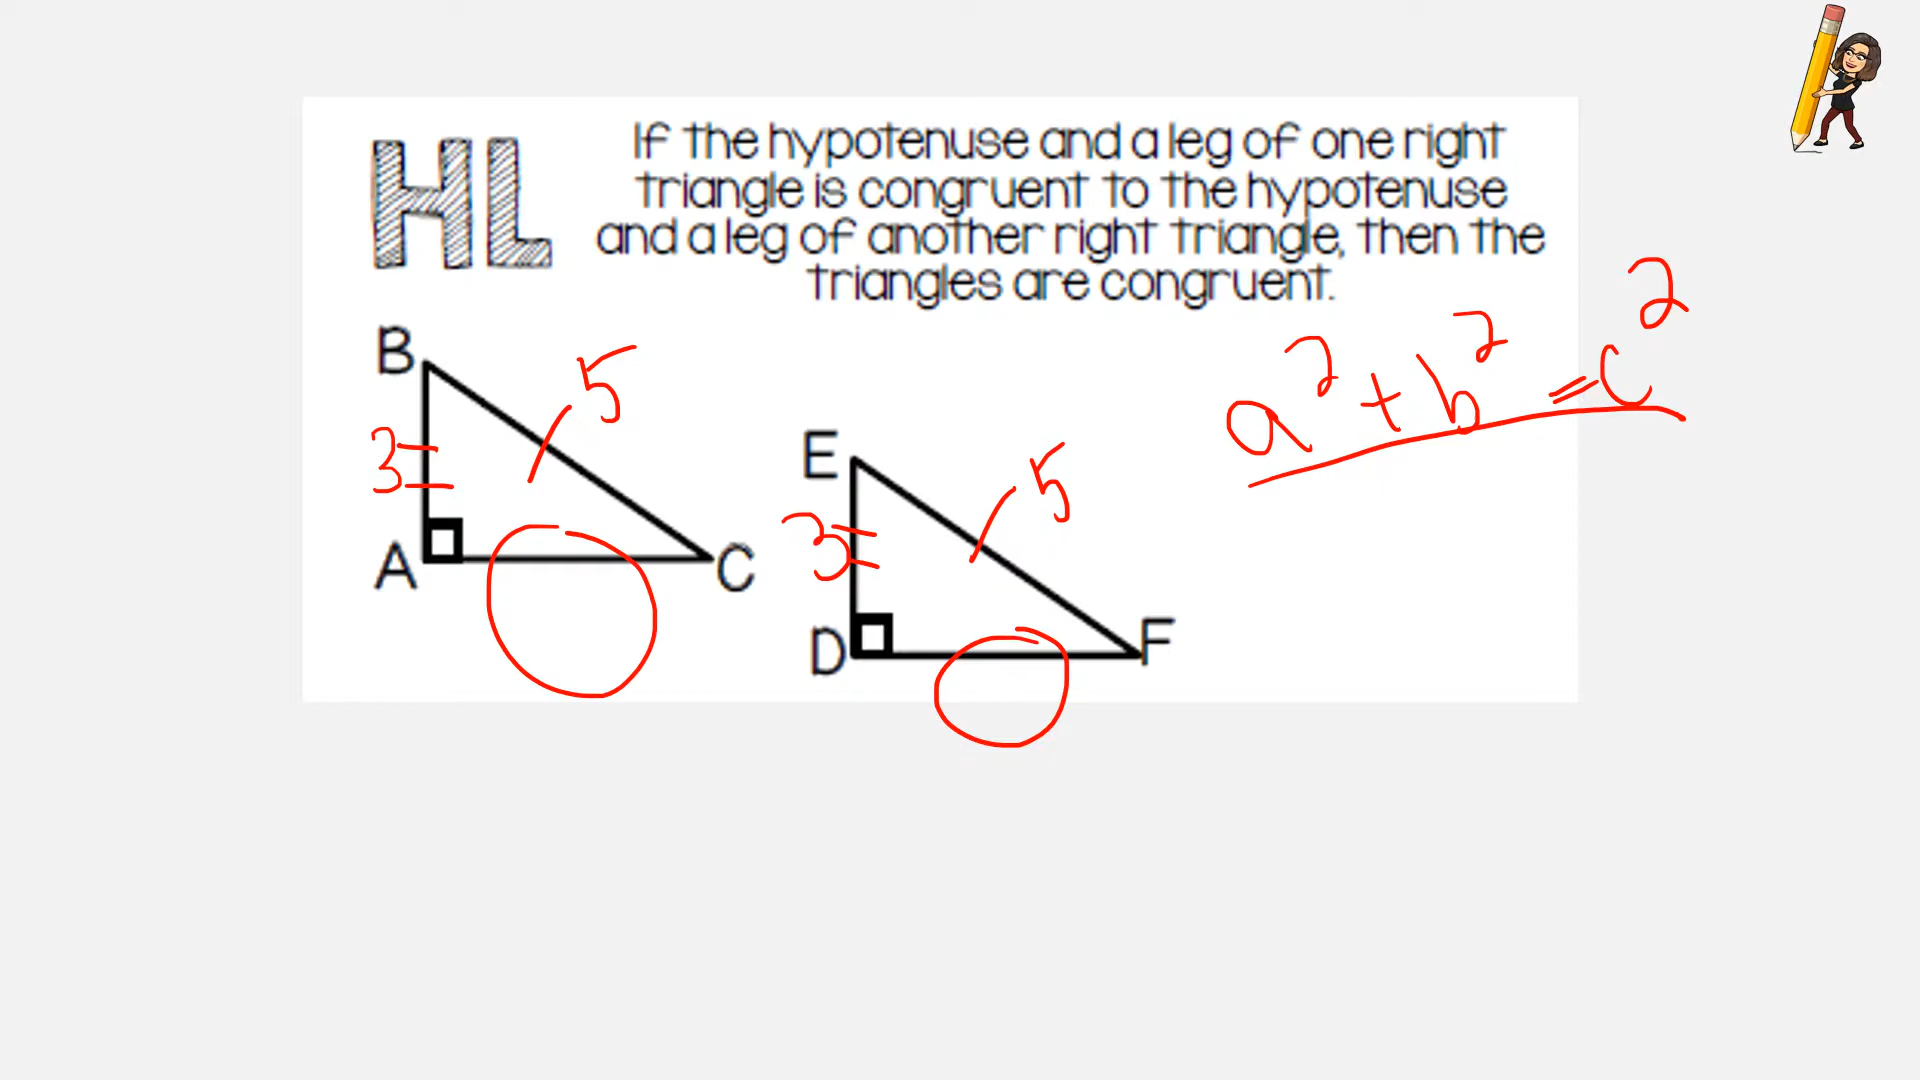 HL
If the hypotenuse and a leg of one right
triangle is congruent to the hypotenuse
and a leg of another right triangle, then the
triangles are congruent.
a² + b² = c²
B
5
3
A
C
E
5
3
D
F